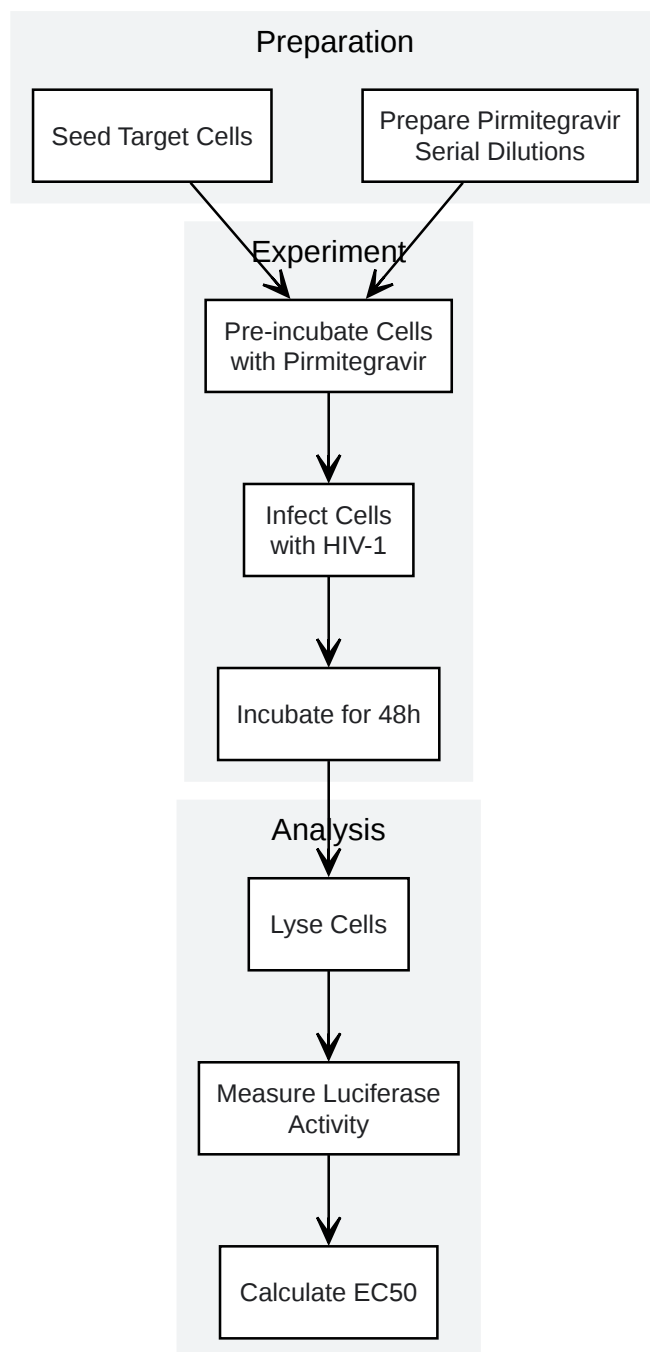 Preparation
Seed Target Cells
Prepare Pirmitegravir
Serial Dilutions
Experiment
Pre-incubate Cells
with Pirmitegravir
Infect Cells
with HIV-1
Incubate for 48h
Analysis
Lyse Cells
Measure Luciferase
Activity
Calculate EC50